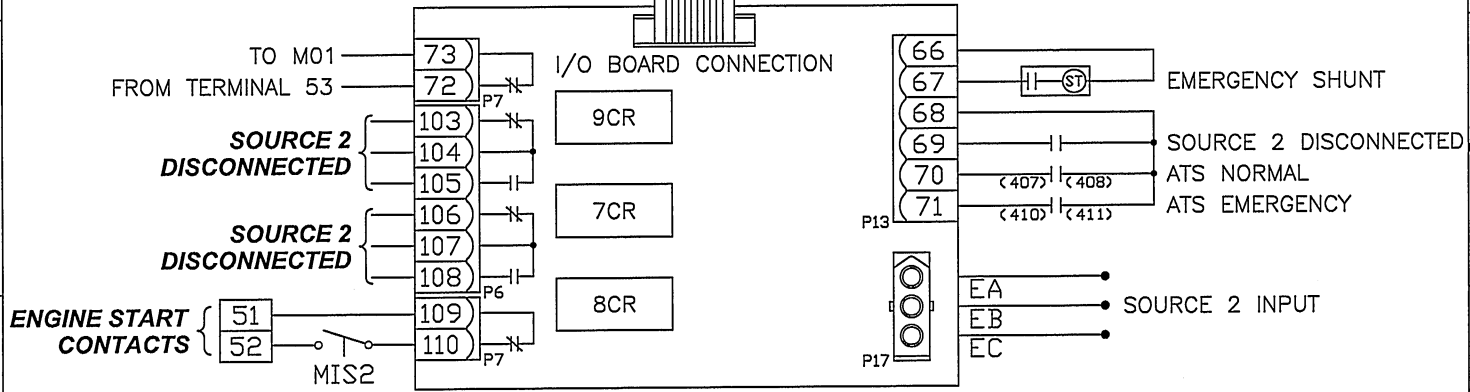 TO M01
FROM TERMINAL 53
73
72
P7
I/O BOARD CONNECTION
SOURCE 2
DISCONNECTED
103
104
105
9CR
SOURCE 2
DISCONNECTED
106
107
108
P6
7CR
ENGINE START
CONTACTS
51
52
MIS2
109
110
P7
8CR
66
67
68
69
70
71
P13
ST
EMERGENCY SHUNT
SOURCE 2 DISCONNECTED
(407) (408)
ATS NORMAL
(410) (411)
ATS EMERGENCY
P17
EA
EB
EC
SOURCE 2 INPUT